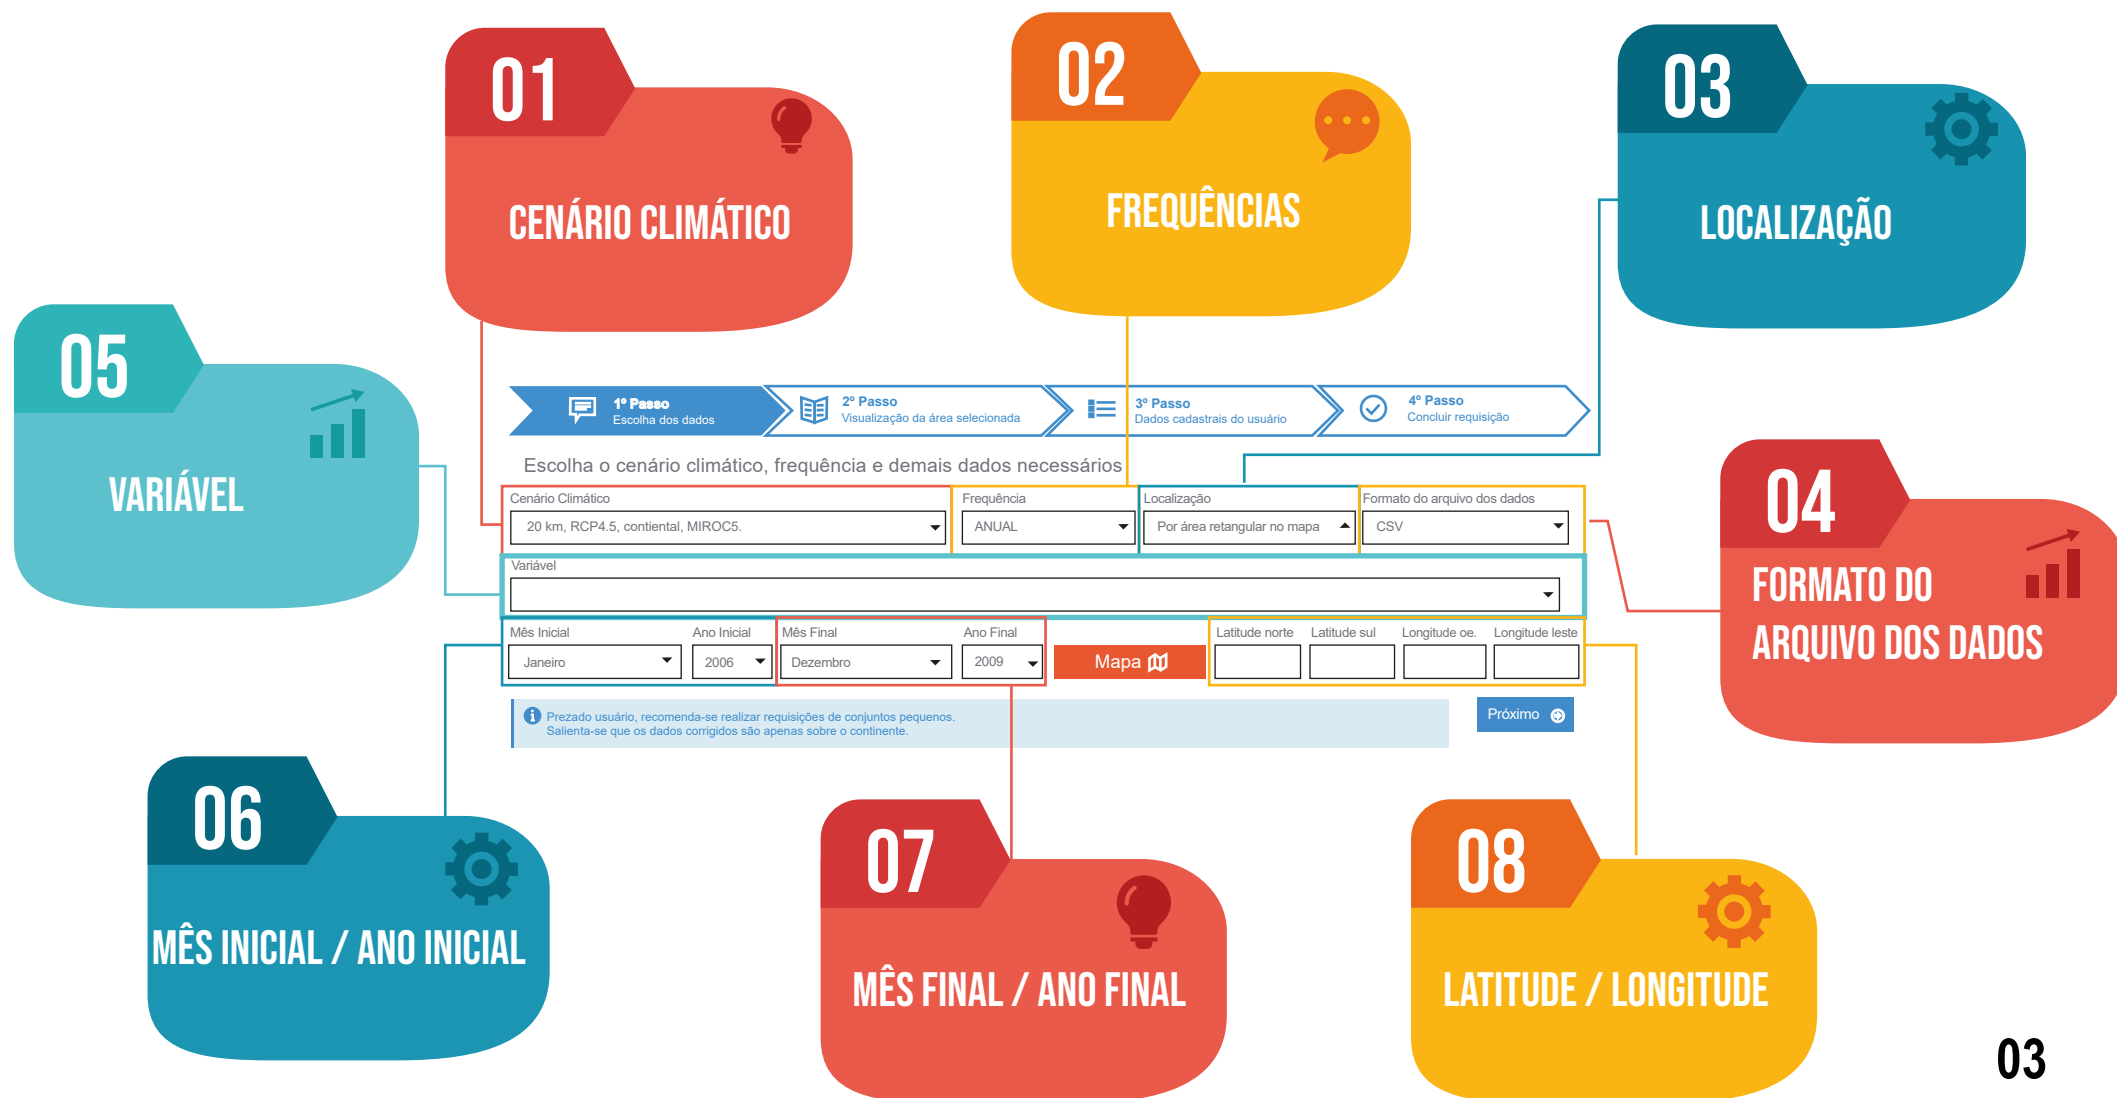 01
CENÁRIO CLIMÁTICO
02
FREQUÊNCIAS
03
LOCALIZAÇÃO
05
VARIÁVEL
1º Passo
Escolha dos dados
2º Passo
Visualização da área selecionada
3º Passo
Dados cadastrais do usuário
4º Passo
Concluir requisição
Escolha o cenário climático, frequência e demais dados necessários
Cenário Climático
20 km, RCP4.5, contiental, MIROC5.
Frequência
ANUAL
Localização
Por área retangular no mapa
Formato do arquivo dos dados
CSV
04
FORMATO DO
ARQUIVO DOS DADOS
Variável
Mês Inicial
Janeiro
Ano Inicial
2006
Mês Final
Dezembro
Ano Final
2009
Mapa
Latitude norte
Latitude sul
Longitude oe.
Longitude leste
Prezado usuário, recomenda-se realizar requisições de conjuntos pequenos.
Salienta-se que os dados corrigidos são apenas sobre o continente.
Próximo
06
MÊS INICIAL / ANO INICIAL
07
MÊS FINAL / ANO FINAL
08
LATITUDE / LONGITUDE
03